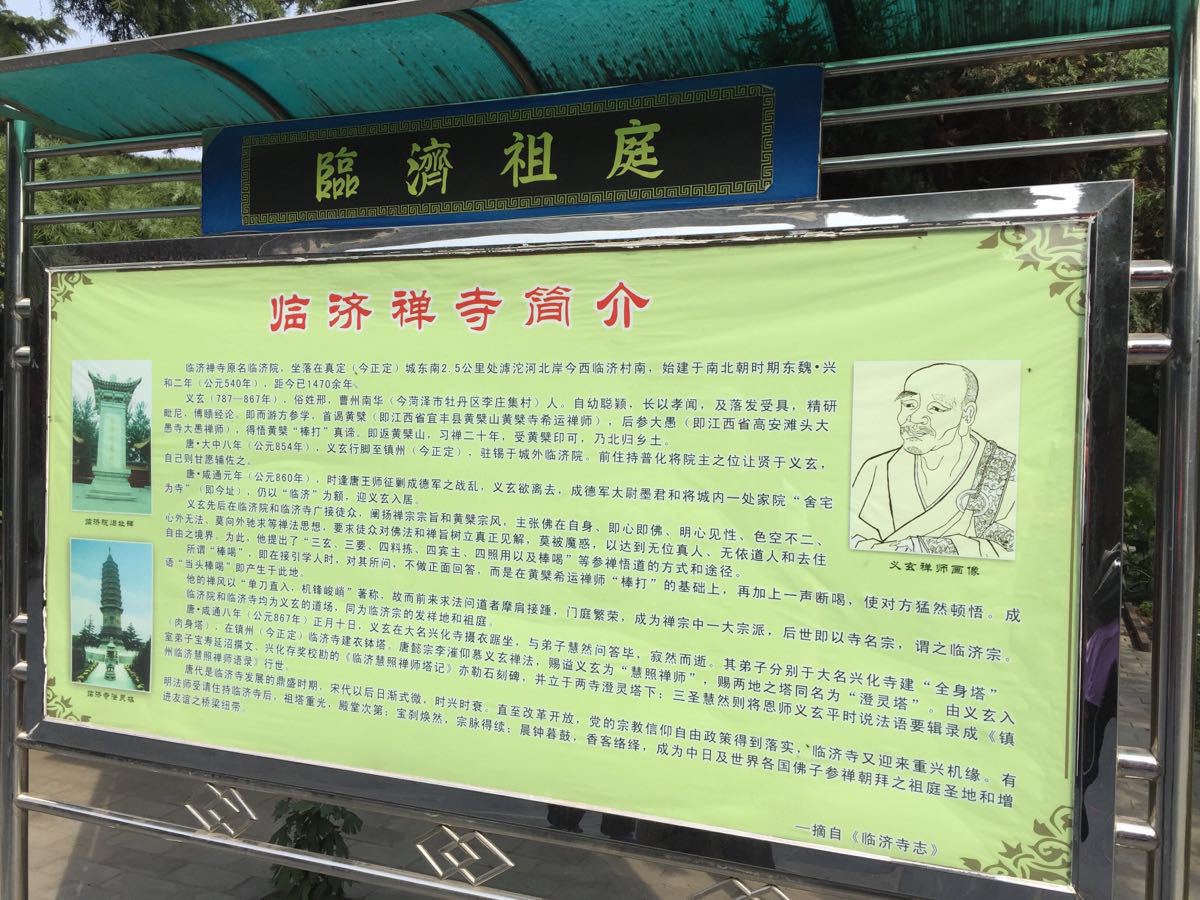 臨濟祖庭
临济禅寺简介
临济禅寺原名临济院，坐落在真定（今正定）城东南2.5公里处滹沱河北岸今西临济村南，始建于南北朝时期东魏•兴
和二年（公元540年），距今已1470余年。
义玄（787—867年），俗姓邢，曹州南华（今菏泽市牡丹区李庄集村）人。自幼聪颖，长以孝闻，及落发受具，精研
毗尼、博赜经论。即而游方参学，首谒黄檗（即江西省宜丰县黄檗山黄檗寺希运禅师），后参大愚（即江西省高安滩头大
愚寺大愚禅师），得悟黄檗“棒打”真谛。即返黄檗山，习禅二十年，受黄檗印可，乃北归乡土。
唐•大中八年（公元854年），义玄行脚至镇州（今正定），驻锡于城外临济院。前住持普化将院主之位让贤于义玄，
自己则甘愿辅佐之。
唐•咸通元年（公元860年），时逢唐王师征剿成德军之战乱，义玄欲离去，成德军太尉墨君和将城内一处家院“舍宅
为寺”（即今址），仍以“临济”为额，迎义玄入居。
义玄先后在临济院和临济寺广接徒众，阐扬禅宗宗旨和黄檗宗风，主张佛在自身、即心即佛、明心见性、色空不二、
心外无法、莫向外驰求等禅法思想，要求徒众对佛法和禅旨树立真正见解，莫被魔惑，以达到无位真人、无依道人和去住
自由之境界。为此，他提出了“三玄、三要、四料拣、四宾主、四照用以及棒喝”等参禅悟道的方式和途径。
所谓“棒喝”，即在接引学人时，对其所问，不做正面回答，而是在黄檗希运禅师“棒打”的基础上，再加上一声断喝，使对方猛然顿悟。成
语“当头棒喝”即产生于此地。
他的禅风以“单刀直入，机锋峻峭”著称，故而前来求法问道者摩肩接踵，门庭繁荣，成为禅宗中一大宗派，后世即以寺名宗，谓之临济宗。
临济院和临济寺均为义玄的道场，同为临济宗的发祥地和祖庭。
唐•咸通八年（公元867年）正月十日，义玄在大名兴化寺摄衣踞坐，与弟子慧然问答毕，寂然而逝。其弟子分别于大名兴化寺建“全身塔”
（肉身塔），在镇州（今正定）临济寺建衣钵塔。唐懿宗李漼仰慕义玄禅法，赐谥义玄为“慧照禅师”，赐两地之塔同名为“澄灵塔”。由义玄入
室弟子宝寿延沼撰文、兴化存奖校勘的《临济慧照禅师塔记》亦勒石刻碑，并立于两寺澄灵塔下；三圣慧然则将恩师义玄平时说法语要辑录成《镇
州临济慧照禅师语录》行世。
唐代是临济寺发展的鼎盛时期，宋代以后日渐式微，时兴时衰。直至改革开放，党的宗教信仰自由政策得到落实，临济寺又迎来重兴机缘。有
明法师受请住持临济寺后，祖塔重光，殿堂次第；宝刹焕然，宗脉得续；晨钟暮鼓，香客络绎，成为中日及世界各国佛子参禅朝拜之祖庭圣地和增
进友谊之桥梁纽带。
—摘自《临济寺志》
临济院旧址碑
临济寺澄灵塔
义玄禅师画像